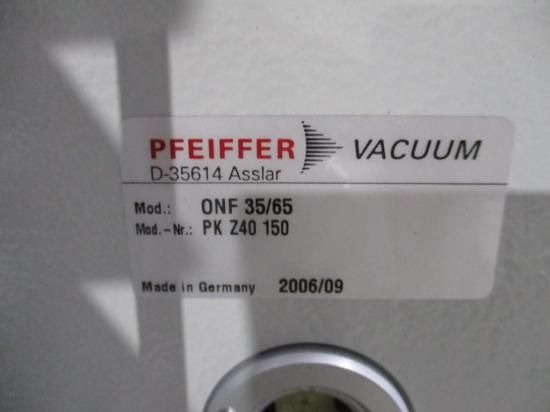 PFEIFFER VACUUM
D-35614 Asslar
Mod.: ONF 35/65
Mod.-Nr.: PK Z40 150
Made in Germany 2006/09